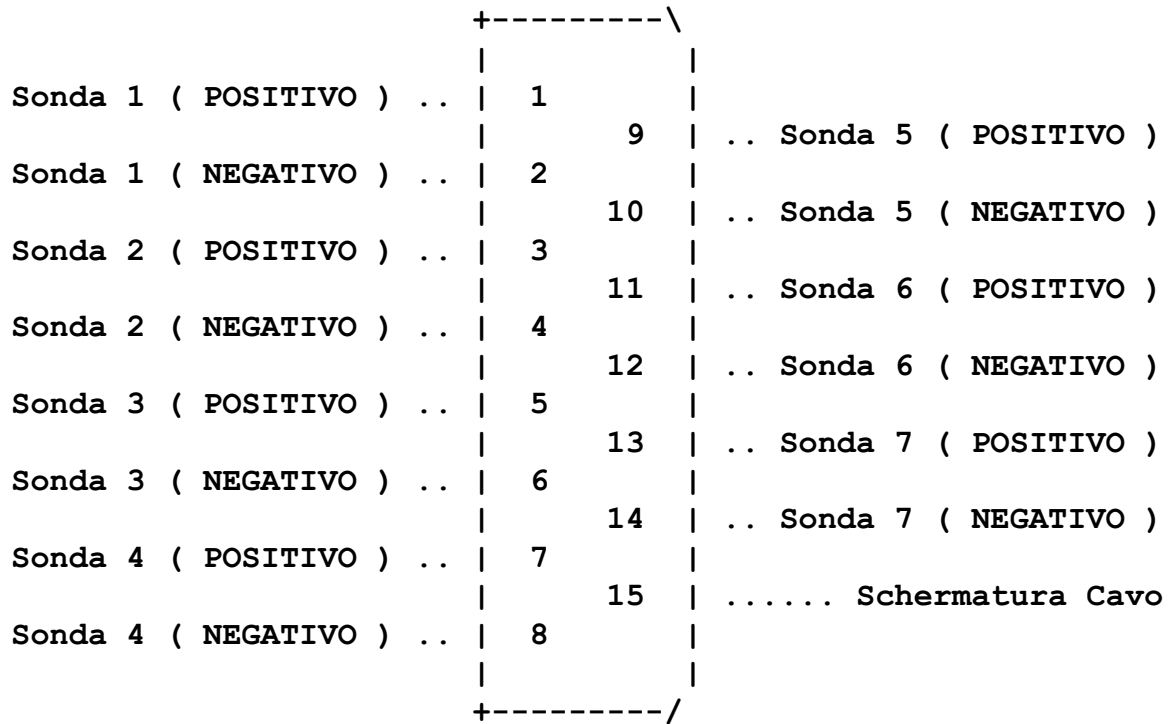 Sonda 1 ( POSITIVO ) .. | 1
9 | .. Sonda 5 ( POSITIVO )
Sonda 1 ( NEGATIVO ) .. | 2
10 | .. Sonda 5 ( NEGATIVO )
Sonda 2 ( POSITIVO ) .. | 3
11 | .. Sonda 6 ( POSITIVO )
Sonda 2 ( NEGATIVO ) .. | 4
12 | .. Sonda 6 ( NEGATIVO )
Sonda 3 ( POSITIVO ) .. | 5
13 | .. Sonda 7 ( POSITIVO )
Sonda 3 ( NEGATIVO ) .. | 6
14 | .. Sonda 7 ( NEGATIVO )
Sonda 4 ( POSITIVO ) .. | 7
15 | ...... Schermatura Cavo
Sonda 4 ( NEGATIVO ) .. | 8